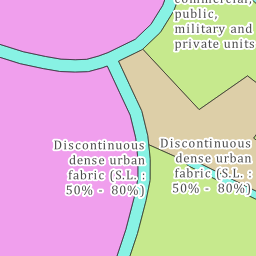 commercial,
public,
military and
private units
Discontinuous
dense urban
fabric (S.L. :
50% - 80%)
Discontinuous
dense urban
fabric (S.L. :
50% - 80%)